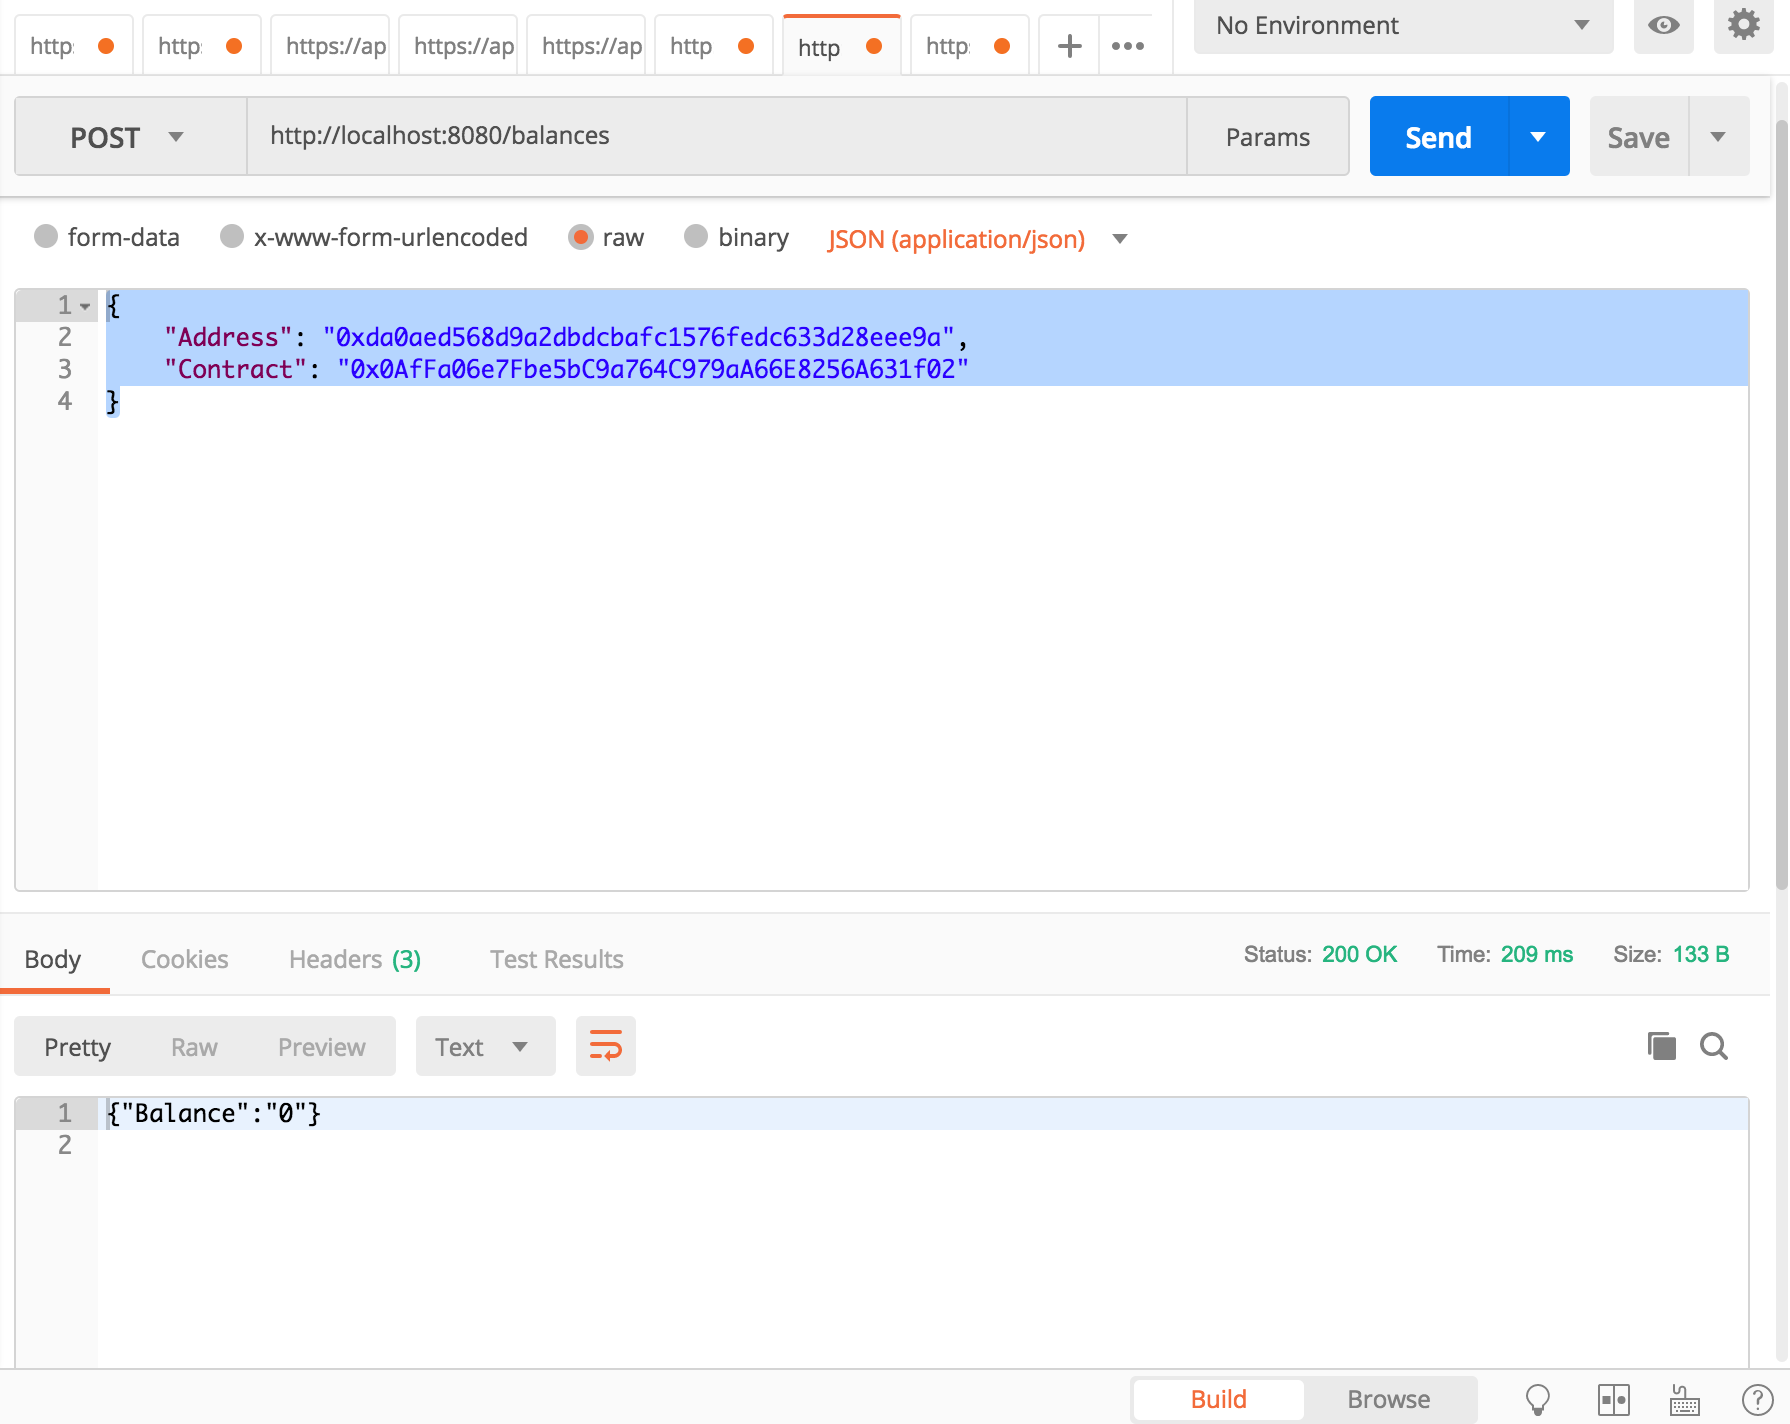 http: http: https://ap https://ap https://ap http http http: No Environment
POST http://localhost:8080/balances Params Send Save
form-data x-www-form-urlencoded raw binary JSON (application/json)
1 {
2 "Address": "0xda0aed568d9a2dbdcbafc1576fedc633d28eee9a",
3 "Contract": "0x0AfFa06e7Fbe5bC9a764C979aA66E8256A631f02"
4 }
Body Cookies Headers (3) Test Results Status: 200 OK Time: 209 ms Size: 133 B
Pretty Raw Preview Text
1 {"Balance":"0"}
2
Build Browse